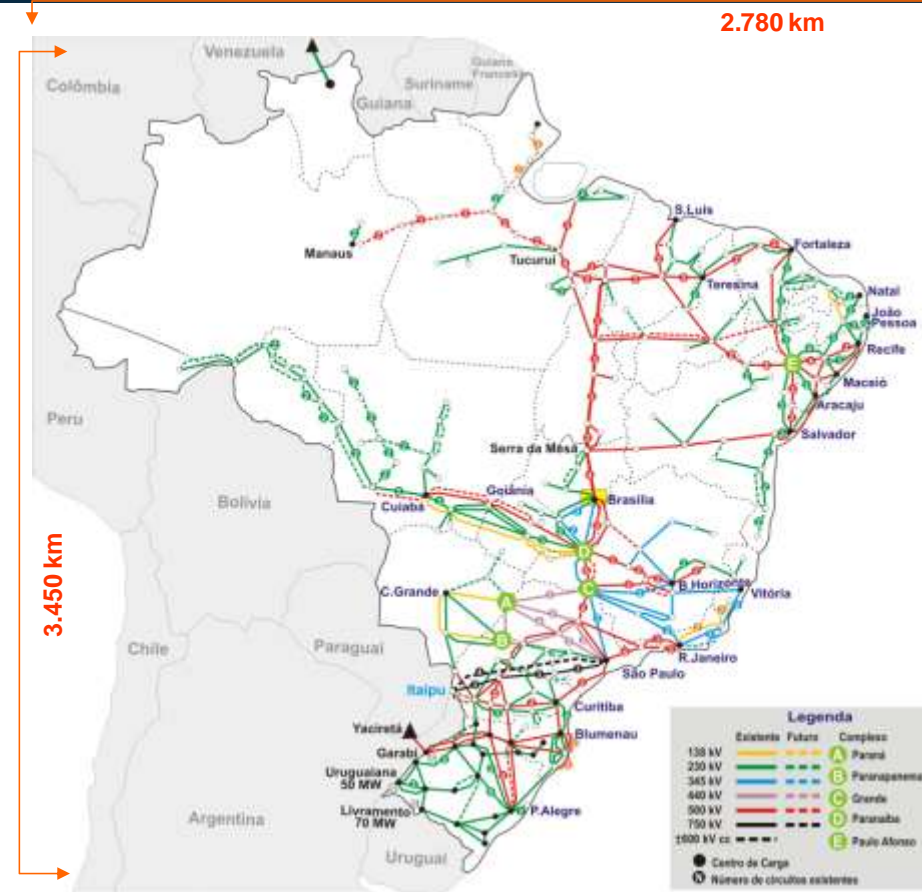 2.780 km
3.450 km
Venezuela
Colômbia
Guiana
Suriname
Guiana
Francesa
Manaus
Tucuruí
S.Luis
Fortaleza
Teresina
Natal
João
Pessoa
Recife
Maceió
Aracaju
Salvador
E
Peru
Bolívia
Serra da Mesa
Brasília
Goiânia
Cuiabá
D
C.Grande
A
C
B
B.Horizonte
Vitória
Chile
Paraguai
R.Janeiro
São Paulo
Itaipu
Curitiba
Yaciretá
Blumenau
Garabi
Uruguaiana
50 MW
Livramento
70 MW
P.Alegre
Argentina
Uruguai
Legenda
Existente Futuro Complexo
138 kV A Paraná
230 kV B Paranapanema
345 kV
440 kV C Grande
500 kV D Paranaíba
750 kV
±600 kV cc E Paulo Afonso
Centro de Carga
N Número de circuitos existentes